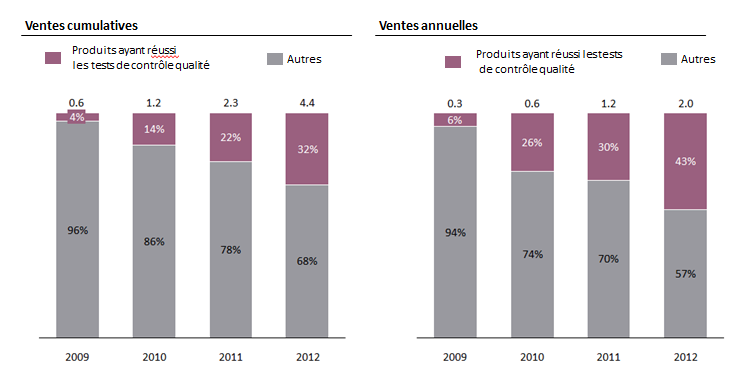 Ventes cumulatives
Produits ayant réussi
les tests de contrôle qualité
Autres
0.6 1.2 2.3 4.4
4% 14% 22% 32%
96% 86% 78% 68%
2009 2010 2011 2012
Ventes annuelles
Produits ayant réussi les tests
de contrôle qualité
Autres
0.3 0.6 1.2 2.0
6% 26% 30% 43%
94% 74% 70% 57%
2009 2010 2011 2012